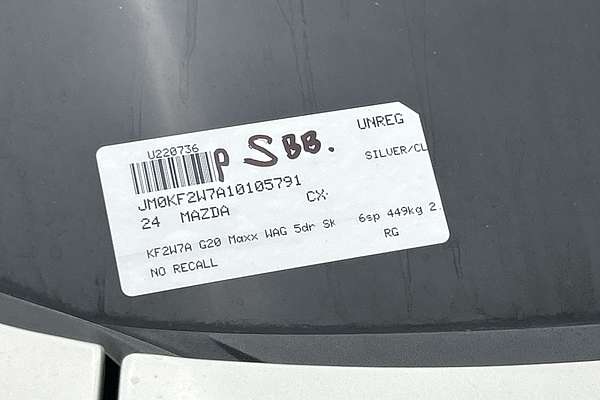 U220736 P SBB. UNREG
SILVER/CL
JM0KF2W7A10105791
24 MAZDA CX-
KF2W7A G20 Maxx WAG 5dr Sk 6sp 449kg 2.
NO RECALL RG